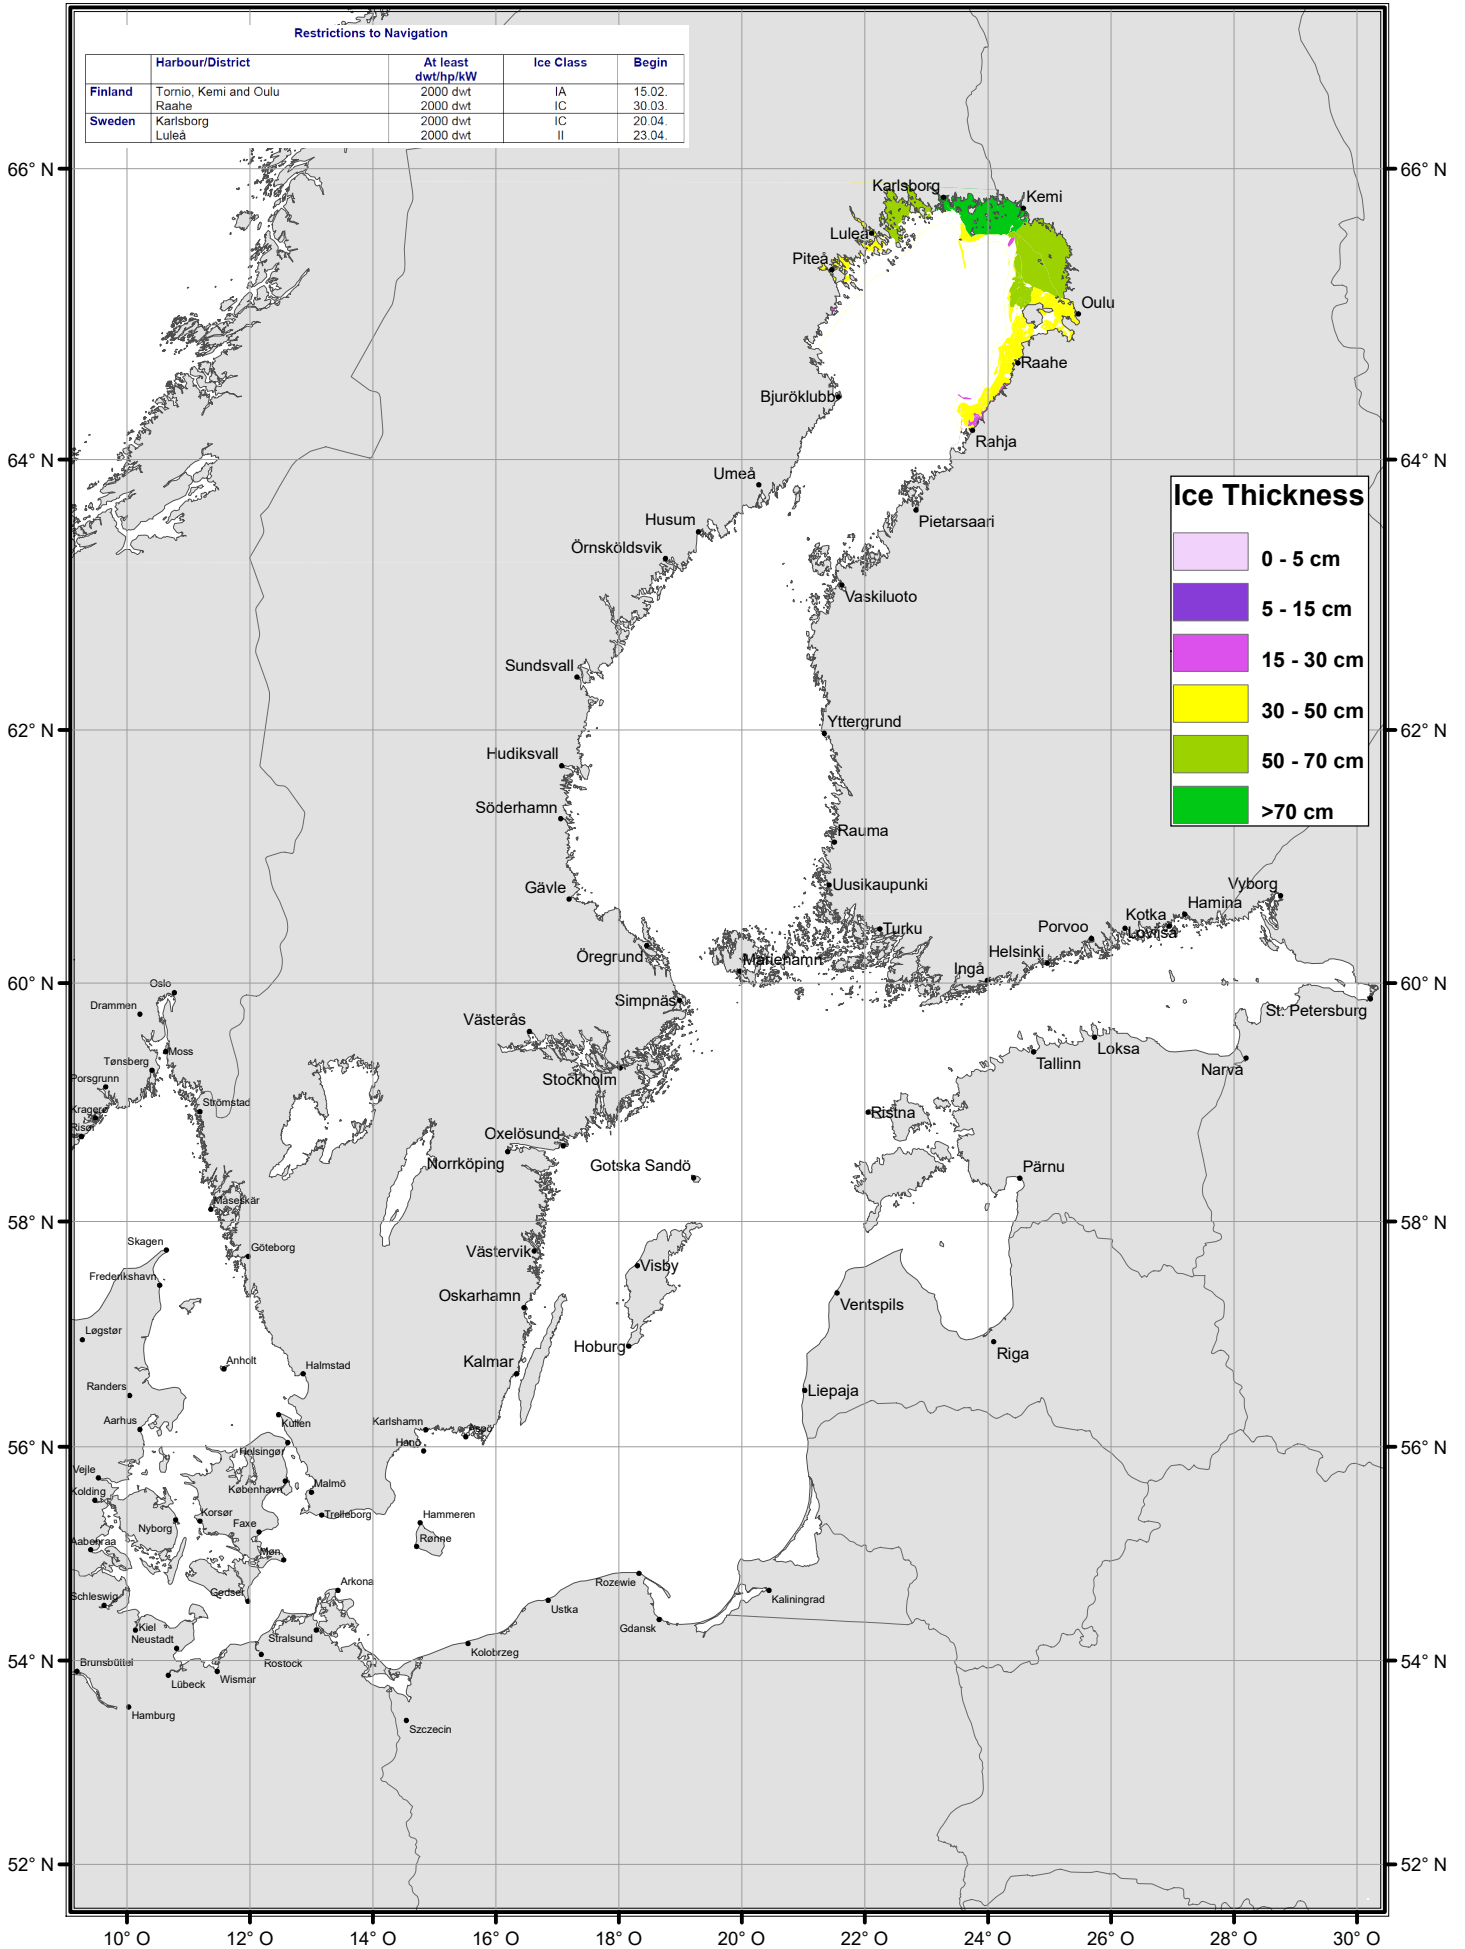 Restrictions to Navigation
Harbour/District At least dwt/hp/kW Ice Class Begin
Finland Tornio, Kemi and Oulu 2000 dwt IA 15.02.
Raahe 2000 dwt IC 30.03.
Sweden Karlsborg 2000 dwt IC 20.04.
Luleå 2000 dwt II 23.04.
66° N 66° N
Karlsborg
Kemi
Luleå
Piteå
Oulu
Raahe
Bjuröklubb
Rahja
64° N 64° N
Umeå
Ice Thickness
0 - 5 cm
5 - 15 cm
15 - 30 cm
30 - 50 cm
50 - 70 cm
>70 cm
Husum
Pietarsaari
Örnsköldsvik
Vaskiluoto
Sundsvall
Yttergrund
62° N 62° N
Hudiksvall
Söderhamn
Rauma
Gävle
Uusikaupunki
Vyborg
Hamina
Kotka
Lovisa
Porvoo
Turku
Helsinki
Öregrund
Mariehamn
Inga
60° N 60° N
Oslo
Drammen
Simpnäs
St. Petersburg
Västerås
Moss
Tønsberg
Loksa
Tallinn
Narva
Porsgrunn
Stockholm
Kragerø
Strömstad
Ristna
Risør
Oxelösund
Norrköping
Gotska Sandö
Pärnu
Måseskär
58° N 58° N
Skagen
Göteborg
Västervik
Visby
Frederikshavn
Oskarhamn
Ventspils
Løgstør
Hoburg
Riga
Anholt
Halmstad
Kalmar
Randers
Liepaja
Aarhus
Kullen
Karlshamn
Hanö
56° N 56° N
Helsingør
Vejle
København
Malmö
Kolding
Korsør
Trelleborg
Hammeren
Nyborg
Faxe
Rønne
Aabenraa
Møn
Arkona
Rozewie
Schleswig
Gedser
Kaliningrad
Ustka
Gdansk
Kiel
Neustadt
Stralsund
Kolobrzeg
54° N 54° N
Brunsbüttel
Rostock
Wismar
Lübeck
Hamburg
Szczecin
52° N 52° N
10° O 12° O 14° O 16° O 18° O 20° O 22° O 24° O 26° O 28° O 30° O